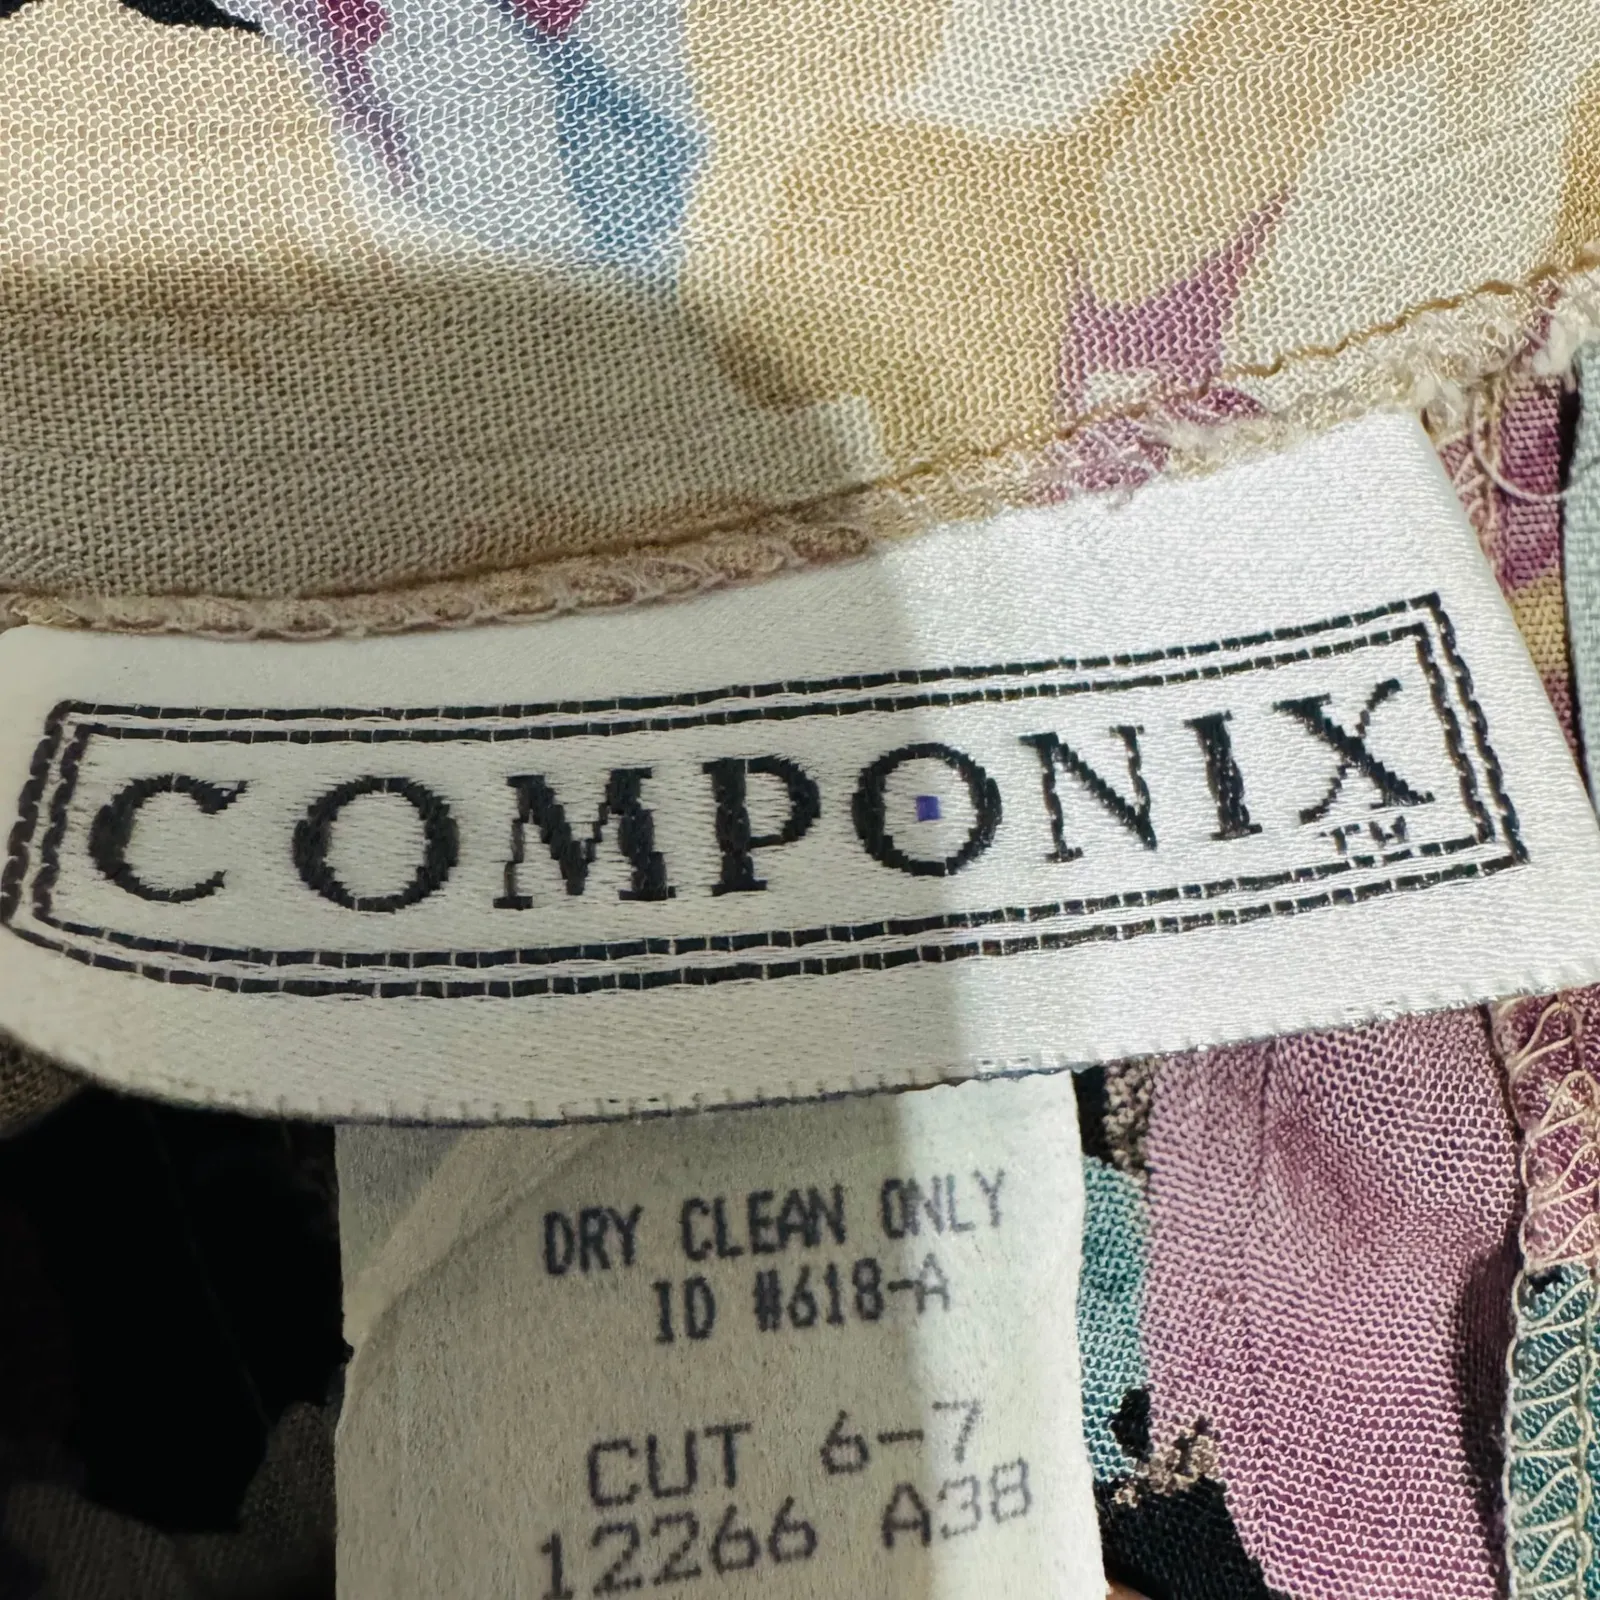 COMPONIX
TM
DRY CLEAN ONLY
ID #618-A
CUT 6-7
12266 A38